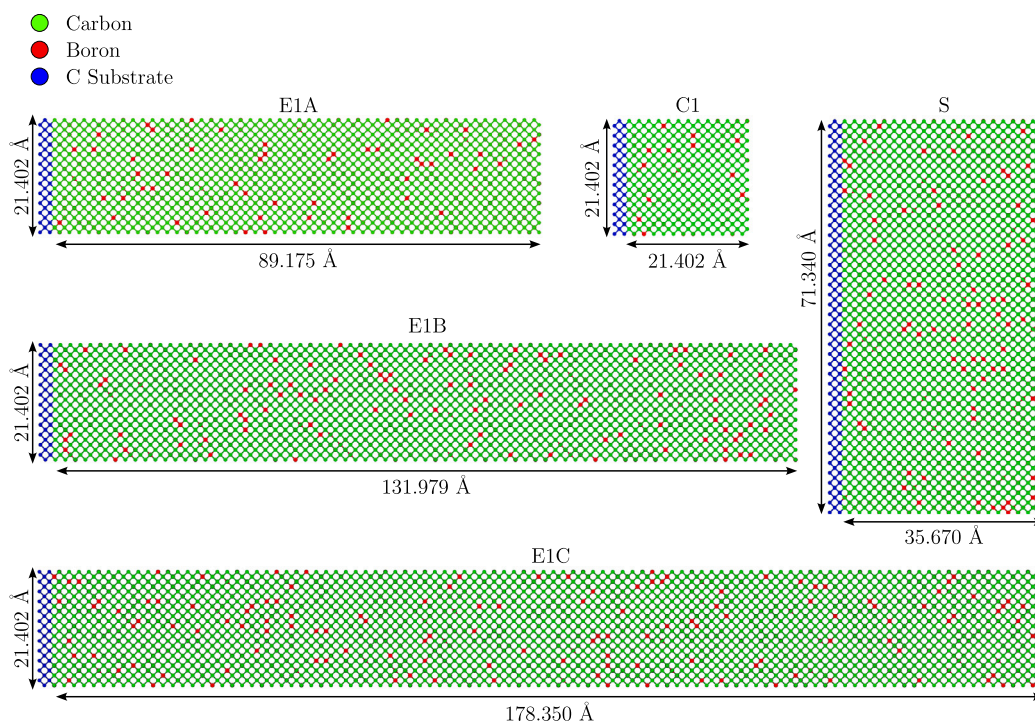 Carbon
Boron
C Substrate
E1A
21.402 Å
89.175 Å
C1
21.402 Å
21.402 Å
S
71.340 Å
35.670 Å
E1B
21.402 Å
131.979 Å
E1C
21.402 Å
178.350 Å